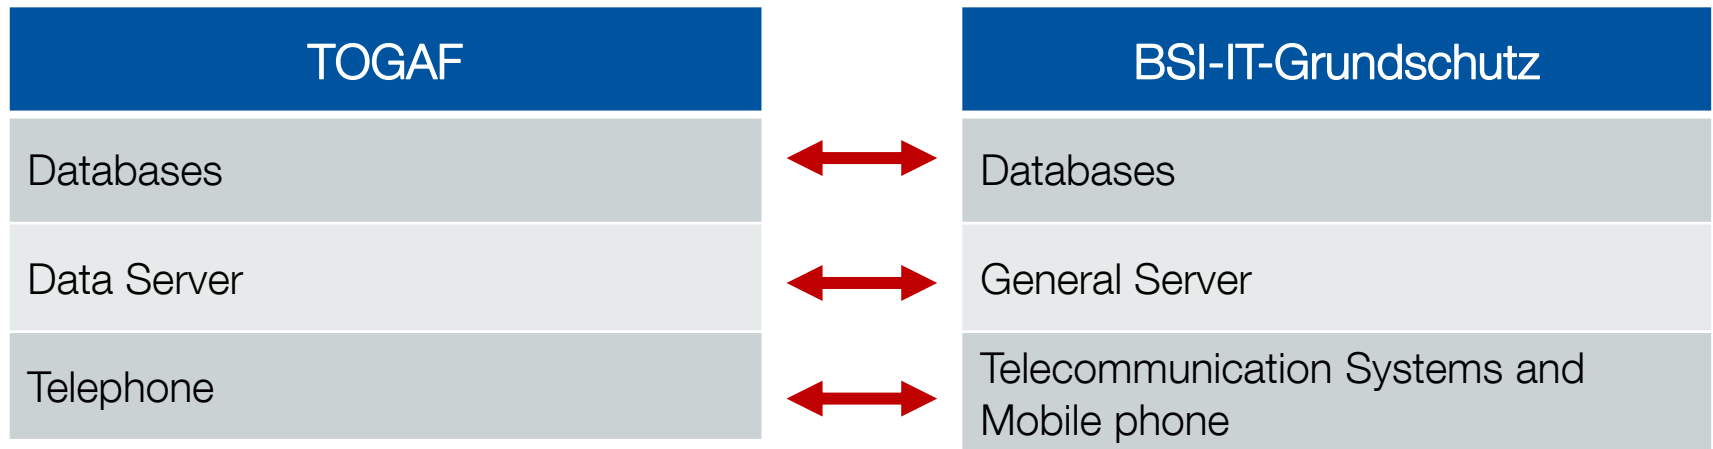 TOGAF
BSI-IT-Grundschutz
Databases
Databases
Data Server
General Server
Telephone
Telecommunication Systems and
Mobile phone